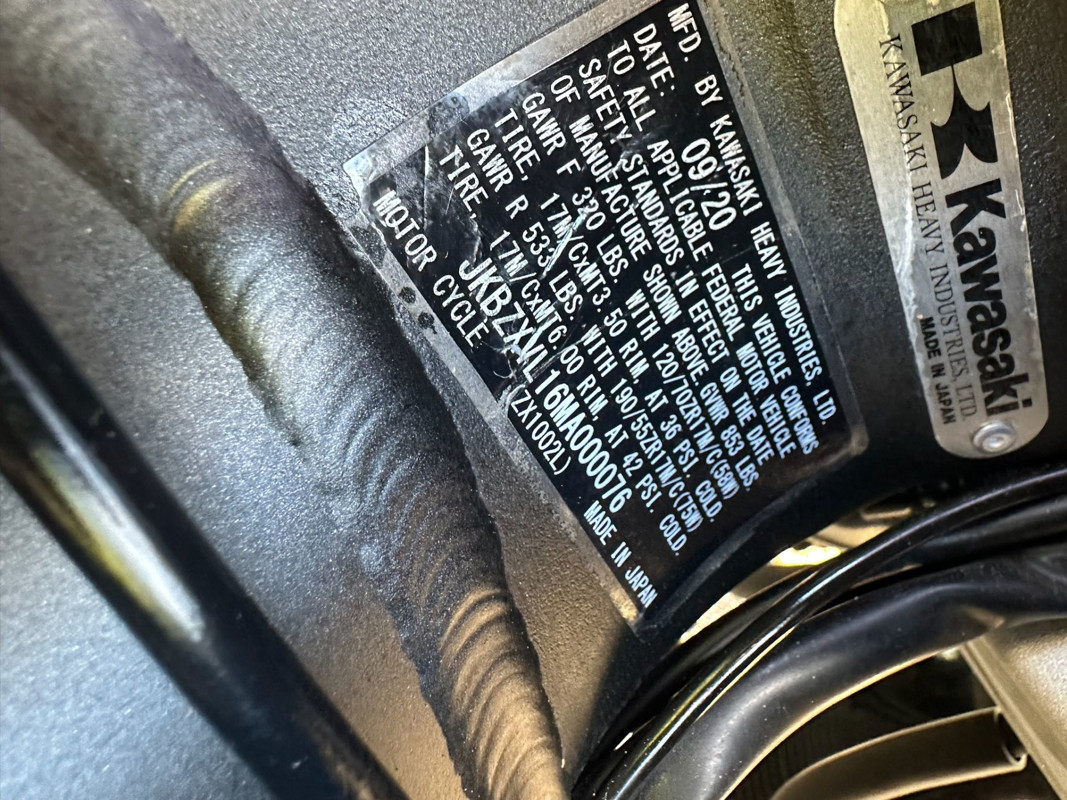 MFD. BY KAWASAKI HEAVY INDUSTRIES, LTD.
DATE: 09/20 THIS VEHICLE CONFORMS
TO ALL APPLICABLE FEDERAL MOTOR VEHICLE
SAFETY STANDARDS IN EFFECT ON THE DATE
OF MANUFACTURE SHOWN ABOVE. GVWR 853 LBS.
GAWR F 320 LBS WITH 120/70ZR17M/C(58W)
TIRE, 17M/CxMT3.50 RIM, AT 36 PSI COLD.
GAWR R 533 LBS WITH 190/55ZR17M/C(75W)
TIRE, 17M/CxMT6.00 RIM, AT 42 PSI. COLD.
JKBZXVL16MA000076
MOTOR CYCLE (ZX1002L) MADE IN JAPAN
Kawasaki
KAWASAKI HEAVY INDUSTRIES, LTD.
MADE IN JAPAN